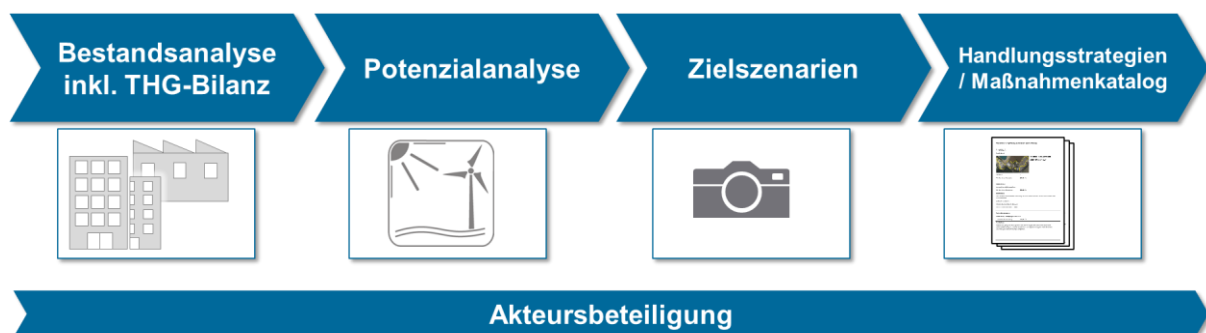 Bestandsanalyse
inkl. THG-Bilanz
Potenzialanalyse
Zielszenarien
Handlungsstrategien
/ Maßnahmenkatalog
Akteursbeteiligung